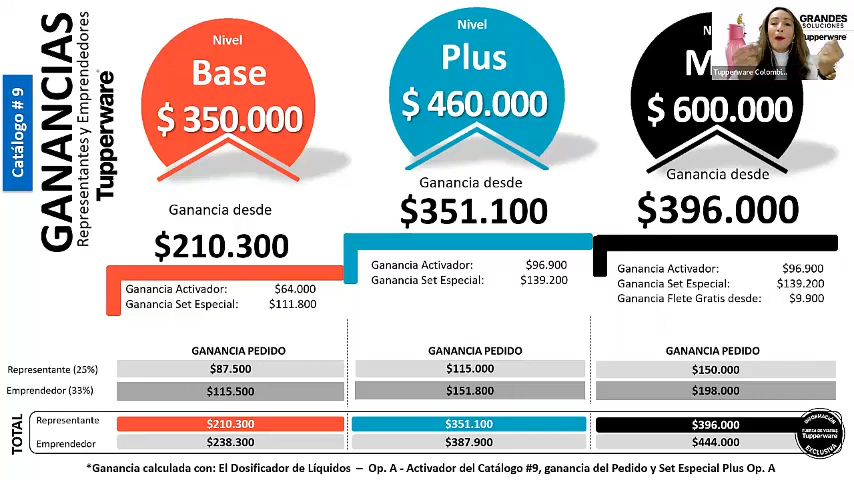 Catálogo # 9
GANANCIAS
Representantes y Emprendedores
Tupperware
Nivel
Base
$ 350.000
Ganancia desde
$210.300
Ganancia Activador: $64.000
Ganancia Set Especial: $111.800
Nivel
Plus
$ 460.000
Ganancia desde
$351.100
Ganancia Activador: $96.900
Ganancia Set Especial: $139.200
GRANDES
SOLUCIONES
Tupperware
Tupperware Colombi...
$ 600.000
Ganancia desde
$396.000
Ganancia Activador: $96.900
Ganancia Set Especial: $139.200
Ganancia Flete Gratis desde: $9.900
GANANCIA PEDIDO GANANCIA PEDIDO GANANCIA PEDIDO
Representante (25%) $87.500 $115.000 $150.000
Emprendedor (33%) $115.500 $151.800 $198.000
TOTAL
Representante $210.300 $351.100 $396.000
Emprendedor $238.300 $387.900 $444.000
INFORMACIÓN
FUERZA DE VENTAS
Tupperware
EXCLUSIVA
*Ganancia calculada con: El Dosificador de Líquidos – Op. A - Activador del Catálogo #9, ganancia del Pedido y Set Especial Plus Op. A